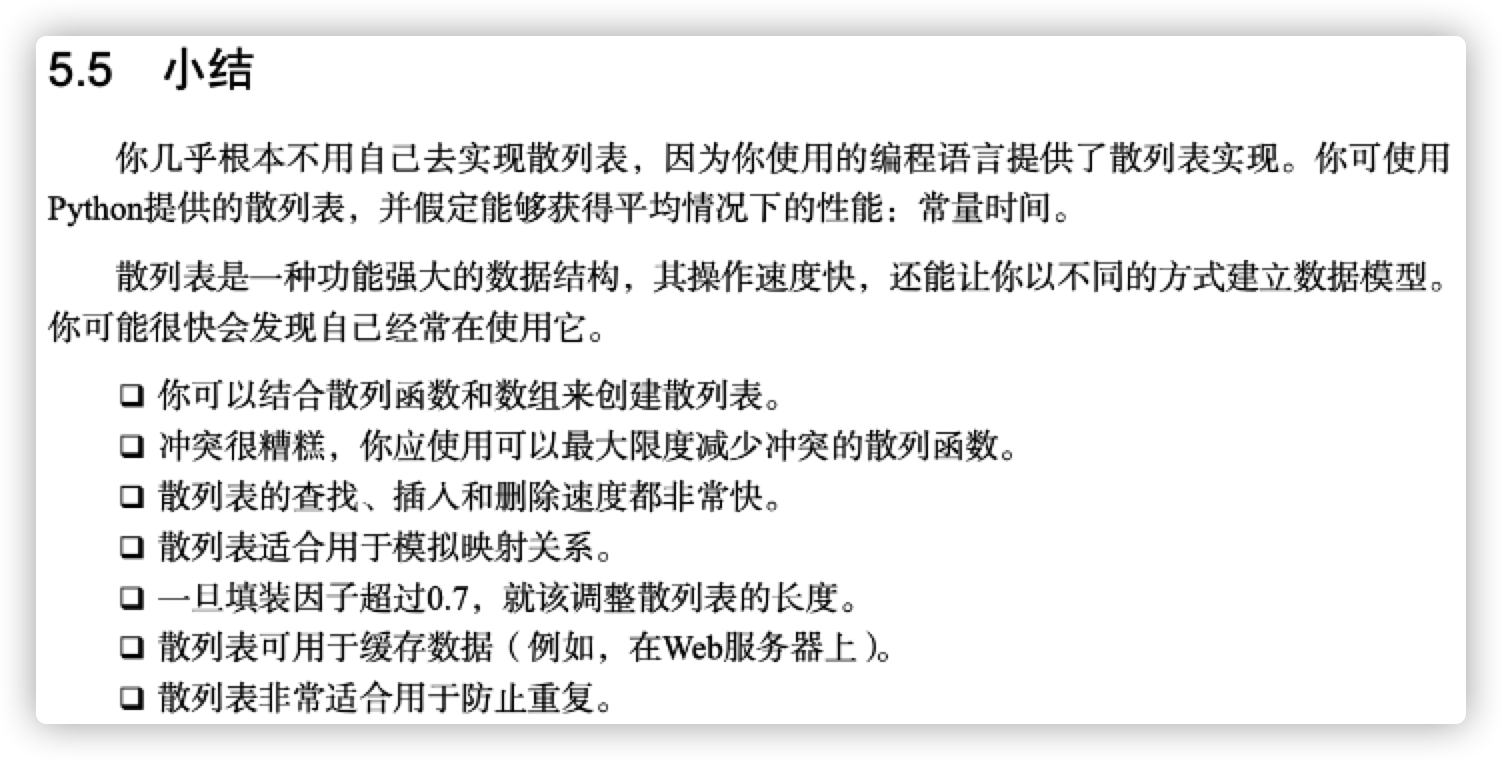 5.5 小结
你几乎根本不用自己去实现散列表，因为你使用的编程语言提供了散列表实现。你可使用
Python提供的散列表，并假定能够获得平均情况下的性能：常量时间。
散列表是一种功能强大的数据结构，其操作速度快，还能让你以不同的方式建立数据模型。
你可能很快会发现自己经常在使用它。
❑ 你可以结合散列函数和数组来创建散列表。
❑ 冲突很糟糕，你应使用可以最大限度减少冲突的散列函数。
❑ 散列表的查找、插入和删除速度都非常快。
❑ 散列表适合用于模拟映射关系。
❑ 一旦填装因子超过0.7，就该调整散列表的长度。
❑ 散列表可用于缓存数据（例如，在Web服务器上）。
❑ 散列表非常适合用于防止重复。